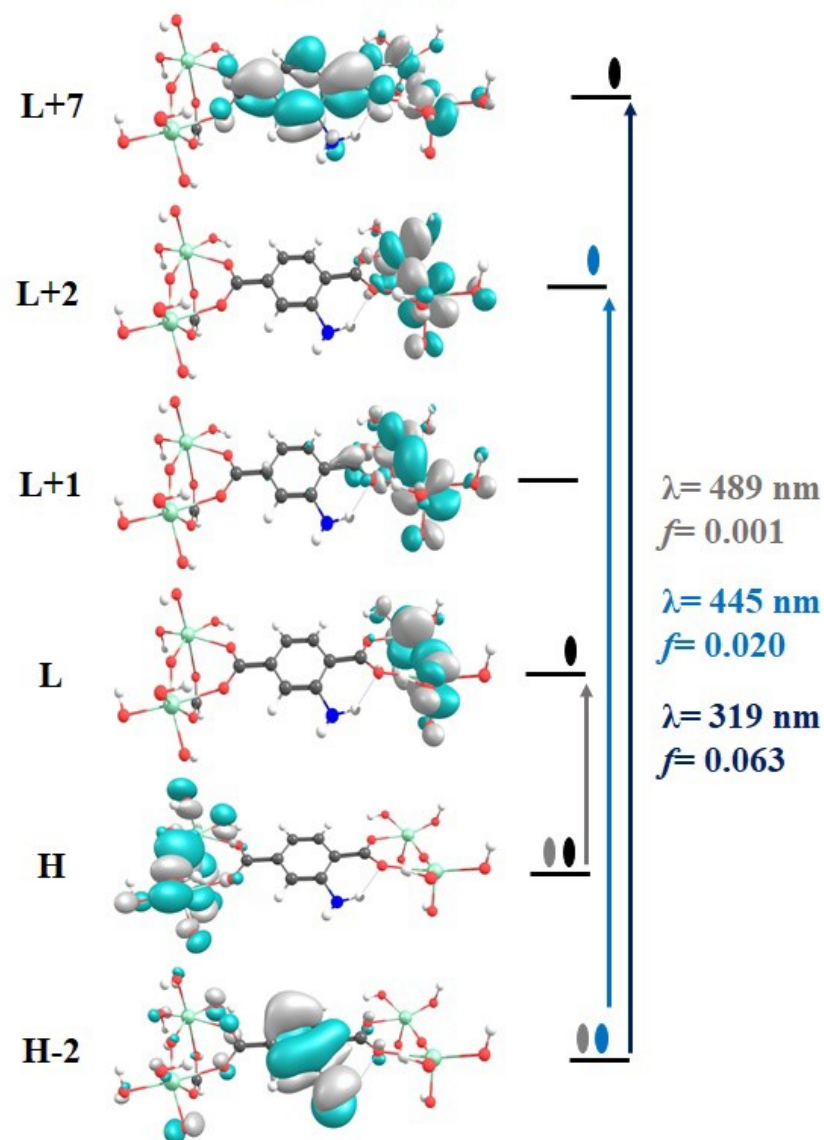 L+7
L+2
L+1
λ= 489 nm
f= 0.001
λ= 445 nm
f= 0.020
L
λ= 319 nm
f= 0.063
H
H-2